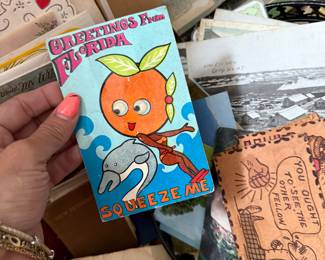 GREETINGS From
FLORIDA
SQUEEZE ME
YOU OUGHT
TO SEE
THE
OTHER
FELLOW